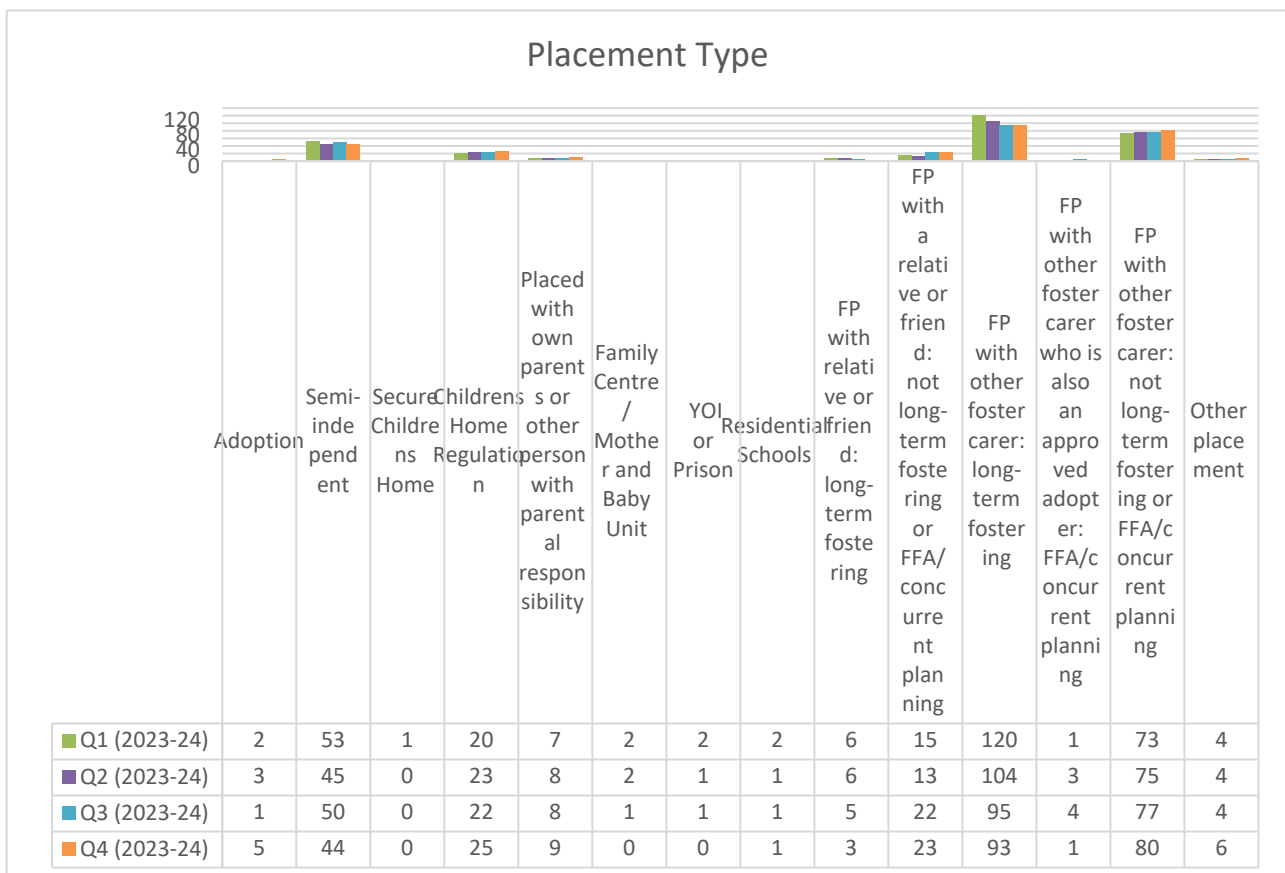 Placement Type
120
80
40
0
Adoption
Semi-
inde
pend
ent
Secure
Childre
ns
Home
Childrens
Home
Regulatio
n
Placed
with
own
parent
s or
other
person
with
parent
al
respon
sibility
Family
Centre
/
Mothe
r and
Baby
Unit
YOI
or
Prison
Residential
Schools
FP
with
relati
ve or
frien
d:
long-
term
foste
ring
FP
with
a
relati
ve or
frien
d:
not
long-
term
foste
ring
or
FFA/
conc
urre
nt
plan
ning
FP
with
other
foster
carer:
long-
term
foster
ing
FP
with
other
foster
carer
who is
also
an
appro
ved
adopt
er:
FFA/c
oncur
rent
planni
ng
FP
with
other
foster
carer:
not
long-
term
foster
ing or
FFA/c
oncur
rent
planni
ng
Other
place
ment
Q1 (2023-24) 2 53 1 20 7 2 2 2 6 15 120 1 73 4
Q2 (2023-24) 3 45 0 23 8 2 1 1 6 13 104 3 75 4
Q3 (2023-24) 1 50 0 22 8 1 1 1 5 22 95 4 77 4
Q4 (2023-24) 5 44 0 25 9 0 0 1 3 23 93 1 80 6